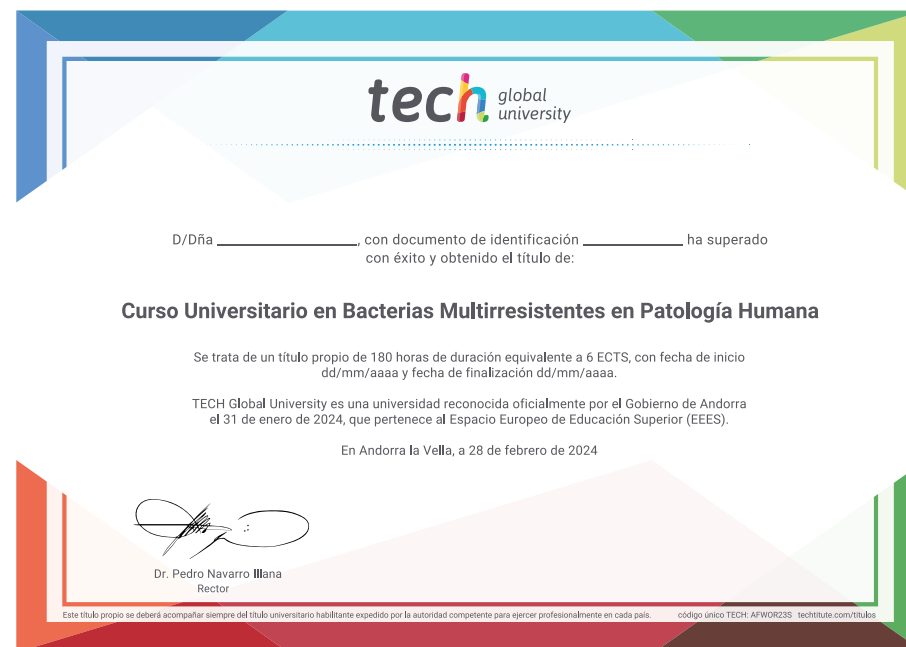 tech global university
D/Dña ____________________, con documento de identificación ______________ ha superado
con éxito y obtenido el título de:
Curso Universitario en Bacterias Multirresistentes en Patología Humana
Se trata de un título propio de 180 horas de duración equivalente a 6 ECTS, con fecha de inicio
dd/mm/aaaa y fecha de finalización dd/mm/aaaa.
TECH Global University es una universidad reconocida oficialmente por el Gobierno de Andorra
el 31 de enero de 2024, que pertenece al Espacio Europeo de Educación Superior (EEES).
En Andorra la Vella, a 28 de febrero de 2024
Dr. Pedro Navarro Illana
Rector
Este título propio se deberá acompañar siempre del título universitario habilitante expedido por la autoridad competente para ejercer profesionalmente en cada país. código único TECH: AFWOR23S techtitute.com/titulos